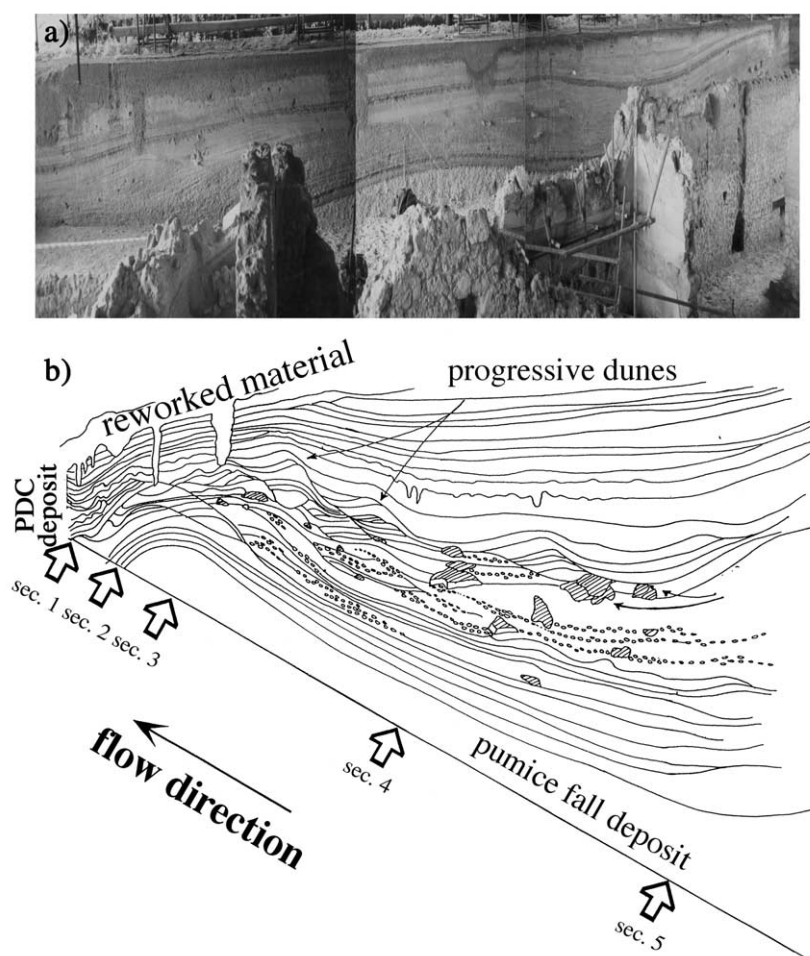 a)
b)
reworked material
progressive dunes
PDC
deposit
sec. 1
sec. 2
sec. 3
flow direction
sec. 4
pumice fall deposit
sec. 5